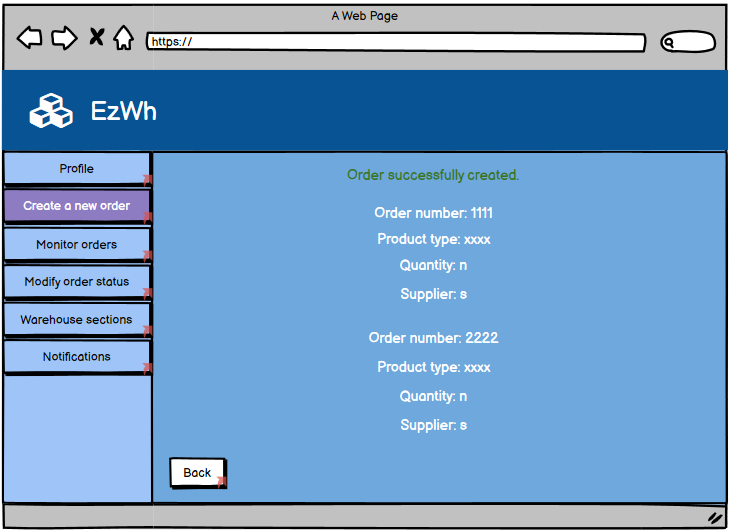 A Web Page
https://
EzWh
Profile
Create a new order
Monitor orders
Modify order status
Warehouse sections
Notifications
Order successfully created.
Order number: 1111
Product type: xxxx
Quantity: n
Supplier: s
Order number: 2222
Product type: xxxx
Quantity: n
Supplier: s
Back